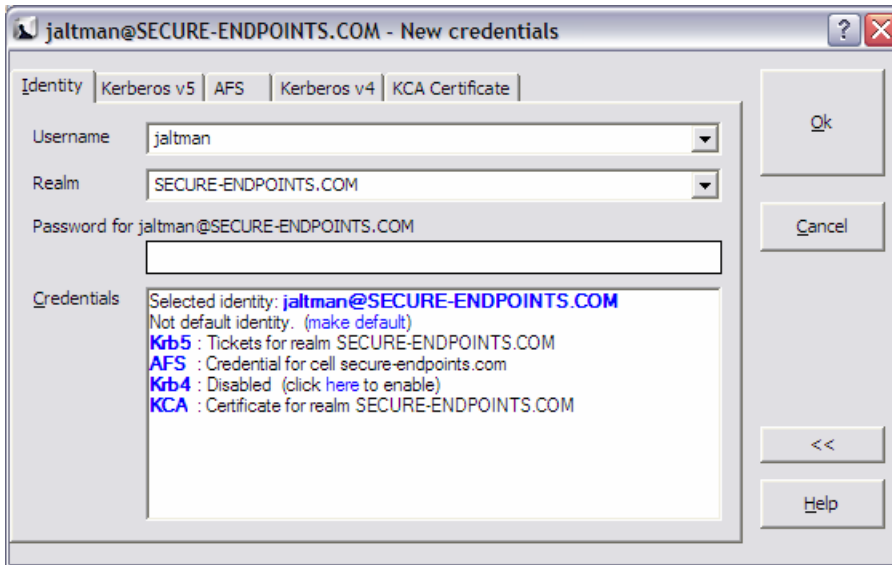 jaltman@SECURE-ENDPOINTS.COM - New credentials
?
Identity
Kerberos v5
AFS
Kerberos v4
KCA Certificate
Username
jaltman
Realm
SECURE-ENDPOINTS.COM
Password for jaltman@SECURE-ENDPOINTS.COM
Credentials
Selected identity: jaltman@SECURE-ENDPOINTS.COM
Not default identity. (make default)
Krb5 : Tickets for realm SECURE-ENDPOINTS.COM
AFS : Credential for cell secure-endpoints.com
Krb4 : Disabled (click here to enable)
KCA : Certificate for realm SECURE-ENDPOINTS.COM
Ok
Cancel
<<
Help